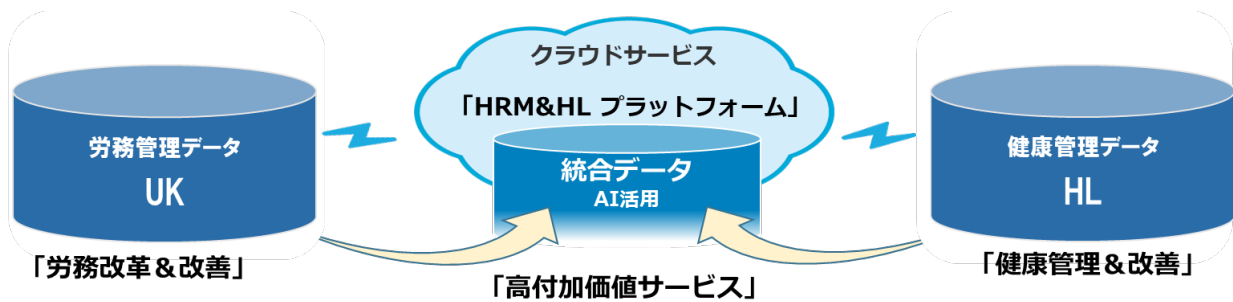 クラウドサービス
「HRM&HL プラットフォーム」
労務管理データ
UK
統合データ
AI活用
健康管理データ
HL
「労務改革&改善」
「高付加価値サービス」
「健康管理&改善」